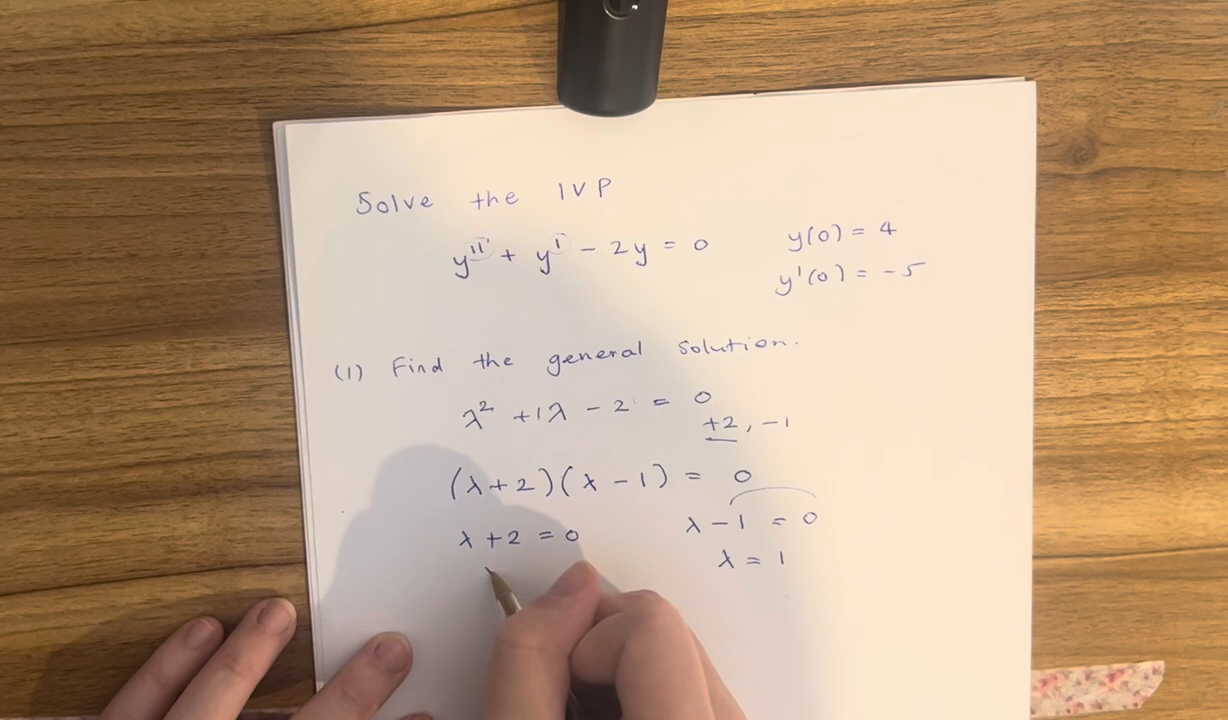 Solve the IVP
y'' + y' - 2y = 0
y(0) = 4
y'(0) = -5
(1) Find the general solution.
λ² + 1λ - 2 = 0
+2, -1
(λ+2)(λ-1) = 0
λ+2 = 0
λ-1 = 0
λ = 1